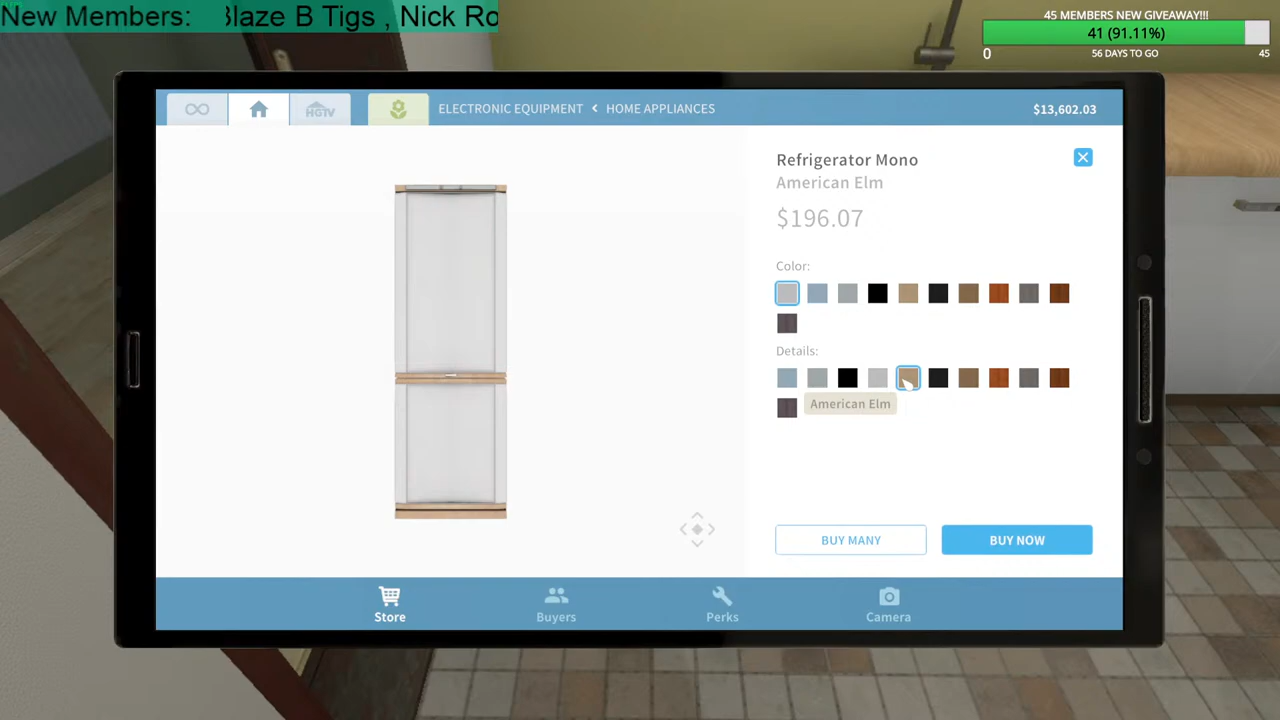 New Members: Blaze B Tigs , Nick Ro
45 MEMBERS NEW GIVEAWAY!!!
41 (91.11%)
0
56 DAYS TO GO
45
HGTV
ELECTRONIC EQUIPMENT < HOME APPLIANCES
$13,602.03
Refrigerator Mono
American Elm
$196.07
Color:
Details:
American Elm
BUY MANY
BUY NOW
Store
Buyers
Perks
Camera